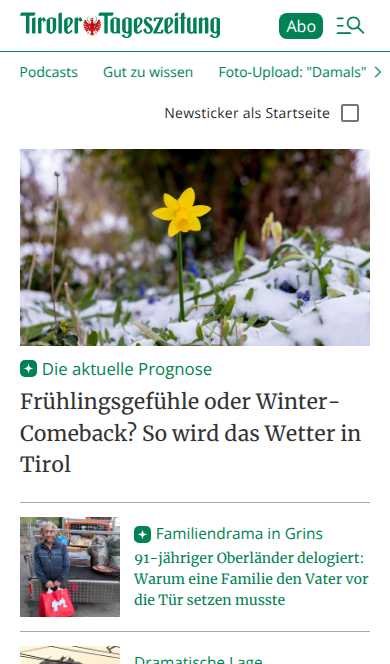 Tiroler Tageszeitung
Abo
Podcasts Gut zu wissen Foto-Upload: "Damals"
Newsticker als Startseite
Die aktuelle Prognose
Frühlingsgefühle oder Winter-
Comeback? So wird das Wetter in
Tirol
Familiendrama in Grins
91-jähriger Oberländer delogiert:
Warum eine Familie den Vater vor
die Tür setzen musste
Dramatische Lage